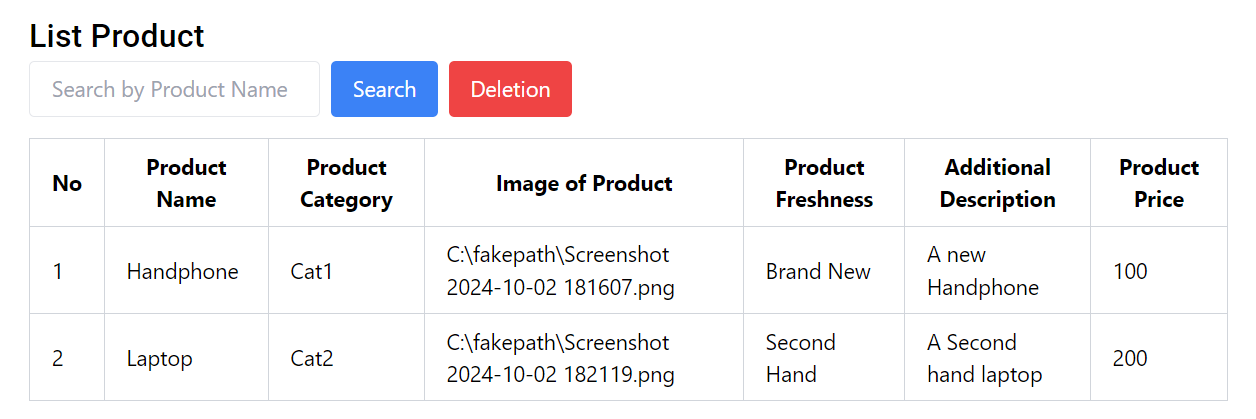 List Product
Search by Product Name Search Deletion
No Product Name Product Category Image of Product Product Freshness Additional Description Product Price
1 Handphone Cat1 C:\fakepath\Screenshot 2024-10-02 181607.png Brand New A new Handphone 100
2 Laptop Cat2 C:\fakepath\Screenshot 2024-10-02 182119.png Second Hand A Second hand laptop 200